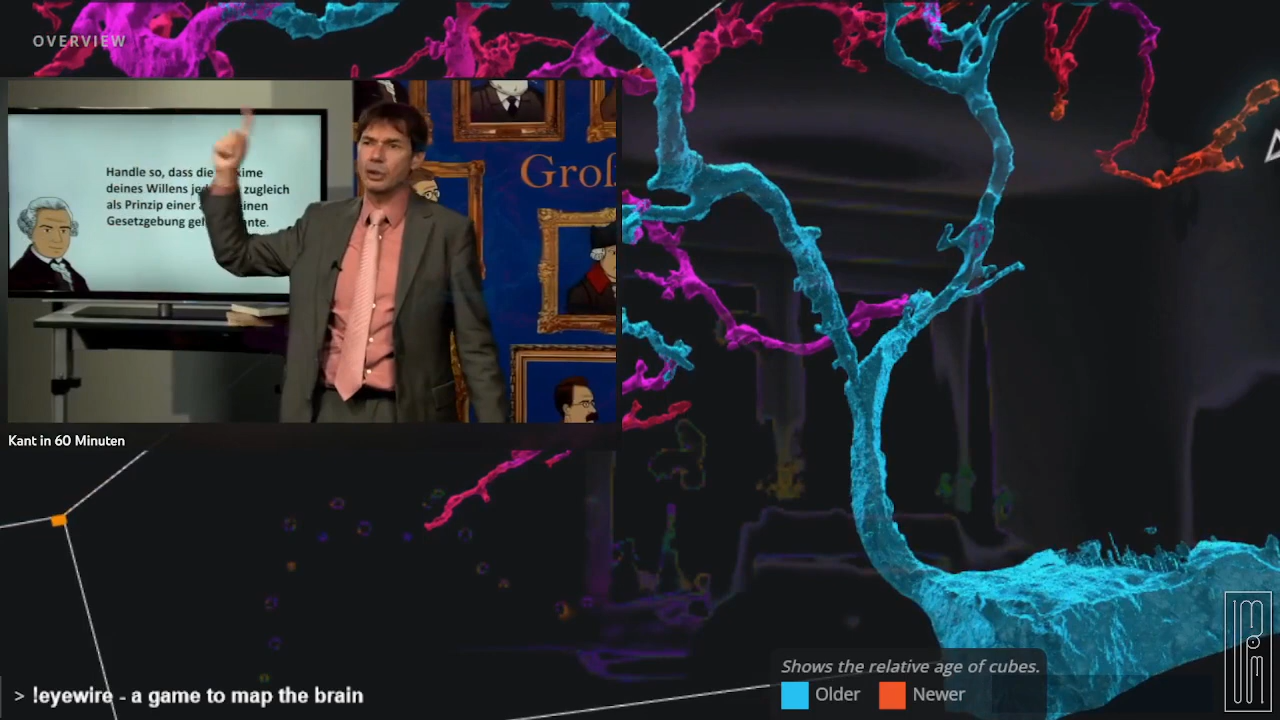 OVERVIEW
Handle so, dass die
deines Willens zugleich
als Prinzip einer
Gesetzgebung
Groß
Kant in 60 Minuten
> !eyewire - a game to map the brain
Shows the relative age of cubes.
Older Newer